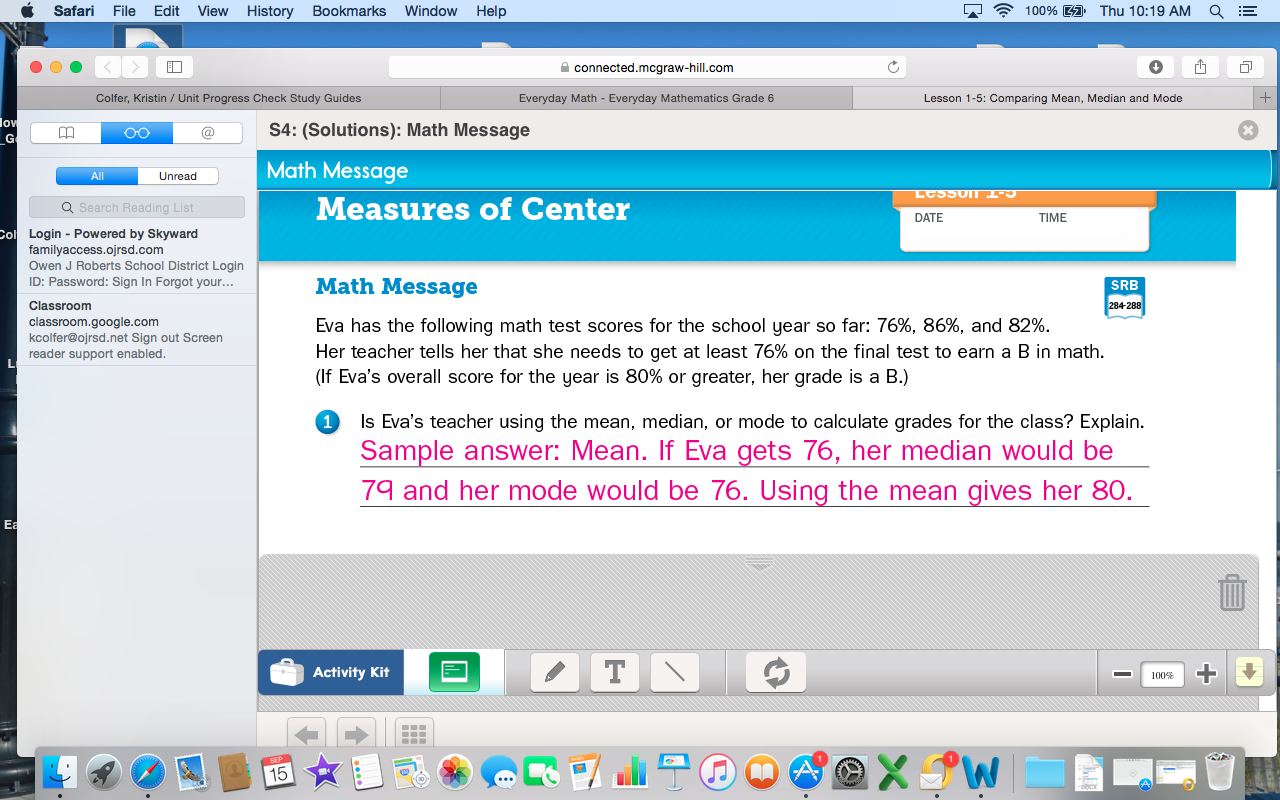 Safari File Edit View History Bookmarks Window Help 100% Thu 10:19 AM
connected.mcgraw-hill.com
Colfer, Kristin / Unit Progress Check Study Guides Everyday Math - Everyday Mathematics Grade 6 Lesson 1-5: Comparing Mean, Median and Mode
@
All Unread
Search Reading List
Login - Powered by Skyward
familyaccess.ojrsd.com
Owen J Roberts School District Login
ID: Password: Sign In Forgot your...
Classroom
classroom.google.com
kcolfer@ojrsd.net Sign out Screen
reader support enabled.
S4: (Solutions): Math Message
Math Message
Measures of Center
Lesson 1-5
DATE TIME
Math Message
SRB
284-288
Eva has the following math test scores for the school year so far: 76%, 86%, and 82%.
Her teacher tells her that she needs to get at least 76% on the final test to earn a B in math.
(If Eva's overall score for the year is 80% or greater, her grade is a B.)
1 Is Eva's teacher using the mean, median, or mode to calculate grades for the class? Explain.
Sample answer: Mean. If Eva gets 76, her median would be
79 and her mode would be 76. Using the mean gives her 80.
Activity Kit T 100%
SEP
15
1
1